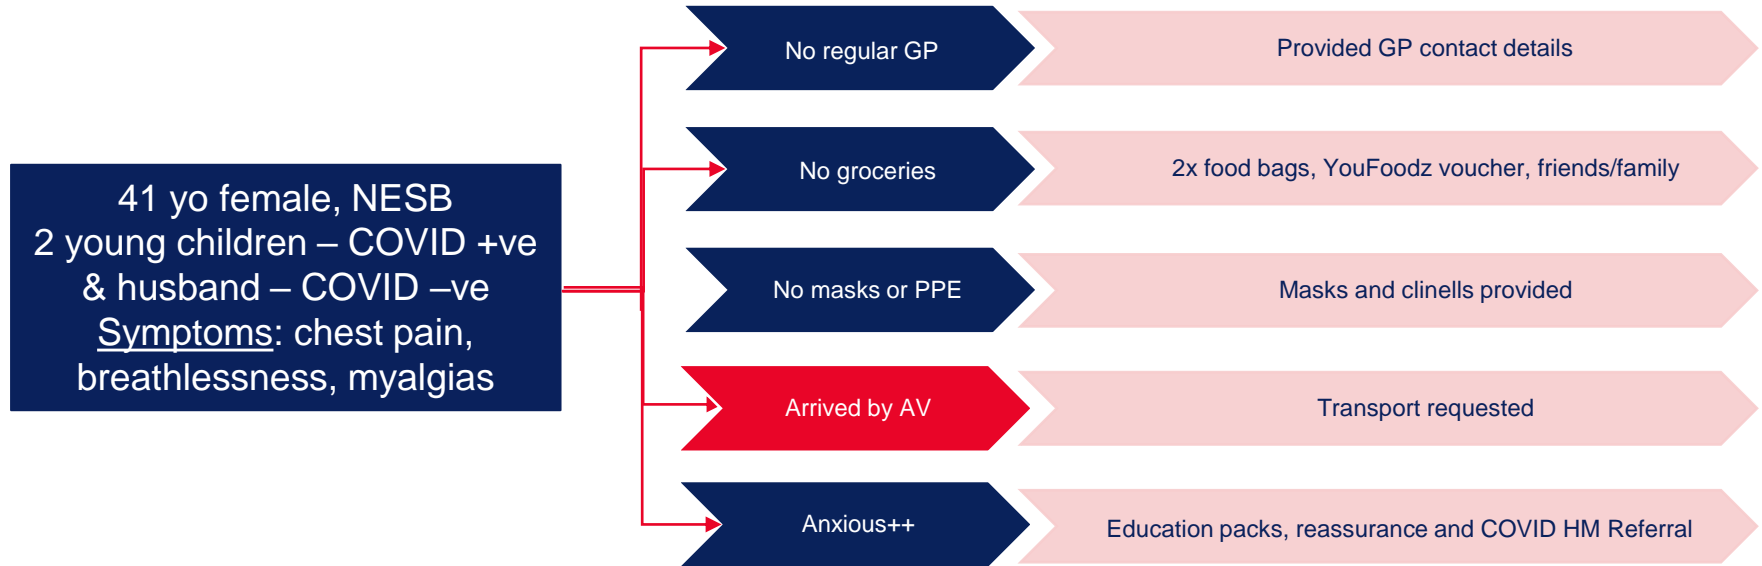 41 yo female, NESB
2 young children – COVID +ve
& husband – COVID –ve
Symptoms: chest pain,
breathlessness, myalgias
No regular GP
Provided GP contact details
No groceries
2x food bags, YouFoodz voucher, friends/family
No masks or PPE
Masks and clinells provided
Arrived by AV
Transport requested
Anxious++
Education packs, reassurance and COVID HM Referral